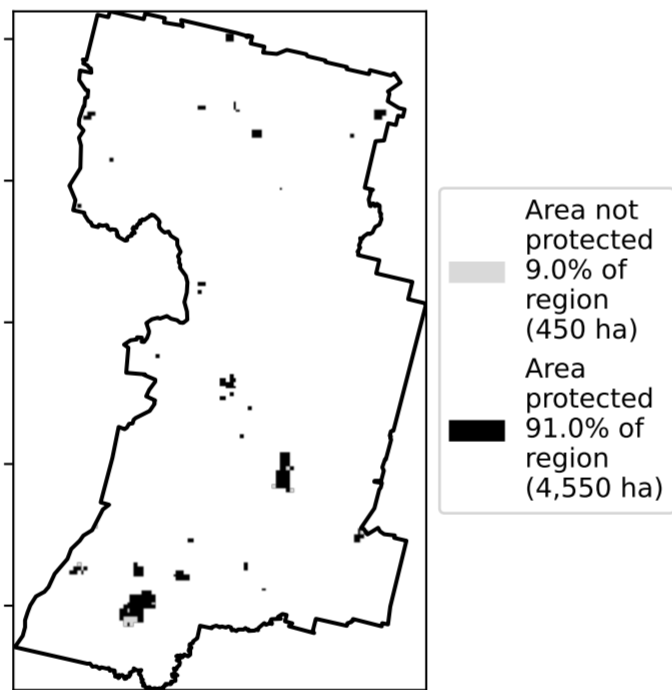 Area not
protected
9.0% of
region
(450 ha)
Area
protected
91.0% of
region
(4,550 ha)